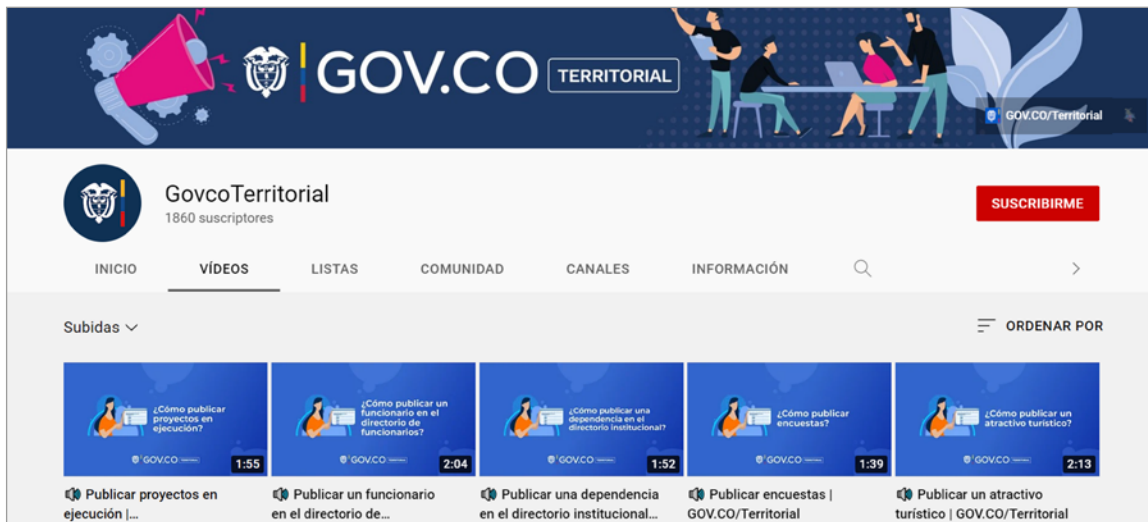 GOV.CO TERRITORIAL
GOV.CO/Territorial
GovcoTerritorial
1860 suscriptores
SUSCRIBIRME
INICIO VÍDEOS LISTAS COMUNIDAD CANALES INFORMACIÓN
Subidas
ORDENAR POR
¿Cómo publicar
proyectos en
ejecución?
GOV.CO
1:55
¿Cómo publicar un
funcionario en el
directorio de
funcionarios?
GOV.CO
2:04
¿Cómo publicar una
dependencia en el
directorio institucional?
GOV.CO
1:52
¿Cómo publicar
encuestas?
GOV.CO
1:39
¿Cómo publicar un
atractivo turístico?
GOV.CO
2:13
Publicar proyectos en
ejecución |...
Publicar un funcionario
en el directorio de...
Publicar una dependencia
en el directorio institucional...
Publicar encuestas |
GOV.CO/Territorial
Publicar un atractivo
turístico | GOV.CO/Territorial